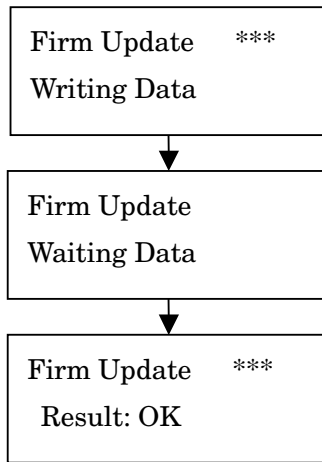 Firm Update ***
Writing Data
Firm Update
Waiting Data
Firm Update ***
Result: OK